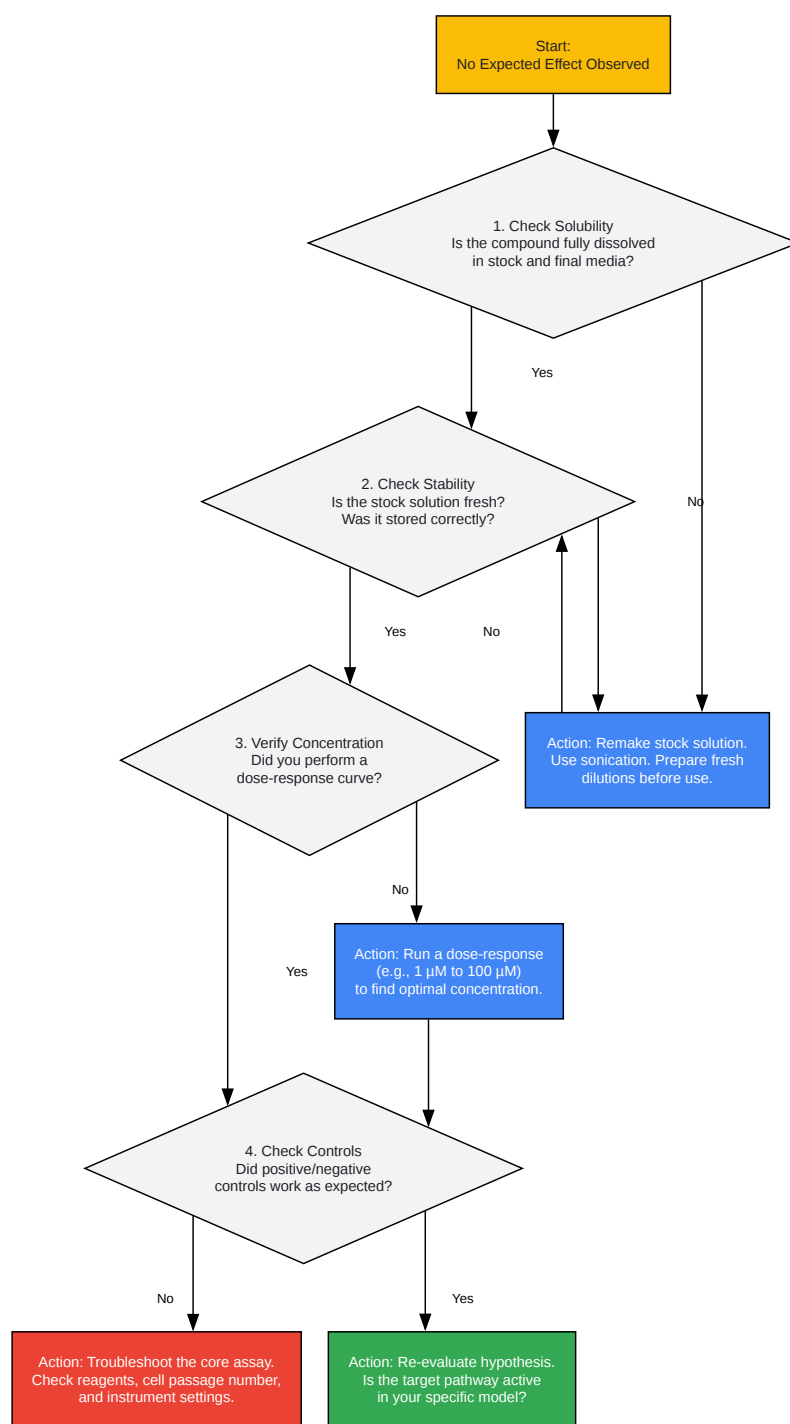 Start:
No Expected Effect Observed
1. Check Solubility
Is the compound fully dissolved
in stock and final media?
Yes
2. Check Stability
Is the stock solution fresh?
Was it stored correctly?
No
Yes
No
3. Verify Concentration
Did you perform a
dose-response curve?
Action: Remake stock solution.
Use sonication. Prepare fresh
dilutions before use.
No
Yes
Action: Run a dose-response
(e.g., 1 µM to 100 µM)
to find optimal concentration.
4. Check Controls
Did positive/negative
controls work as expected?
No
Yes
Action: Troubleshoot the core assay.
Check reagents, cell passage number,
and instrument settings.
Action: Re-evaluate hypothesis.
Is the target pathway active
in your specific model?